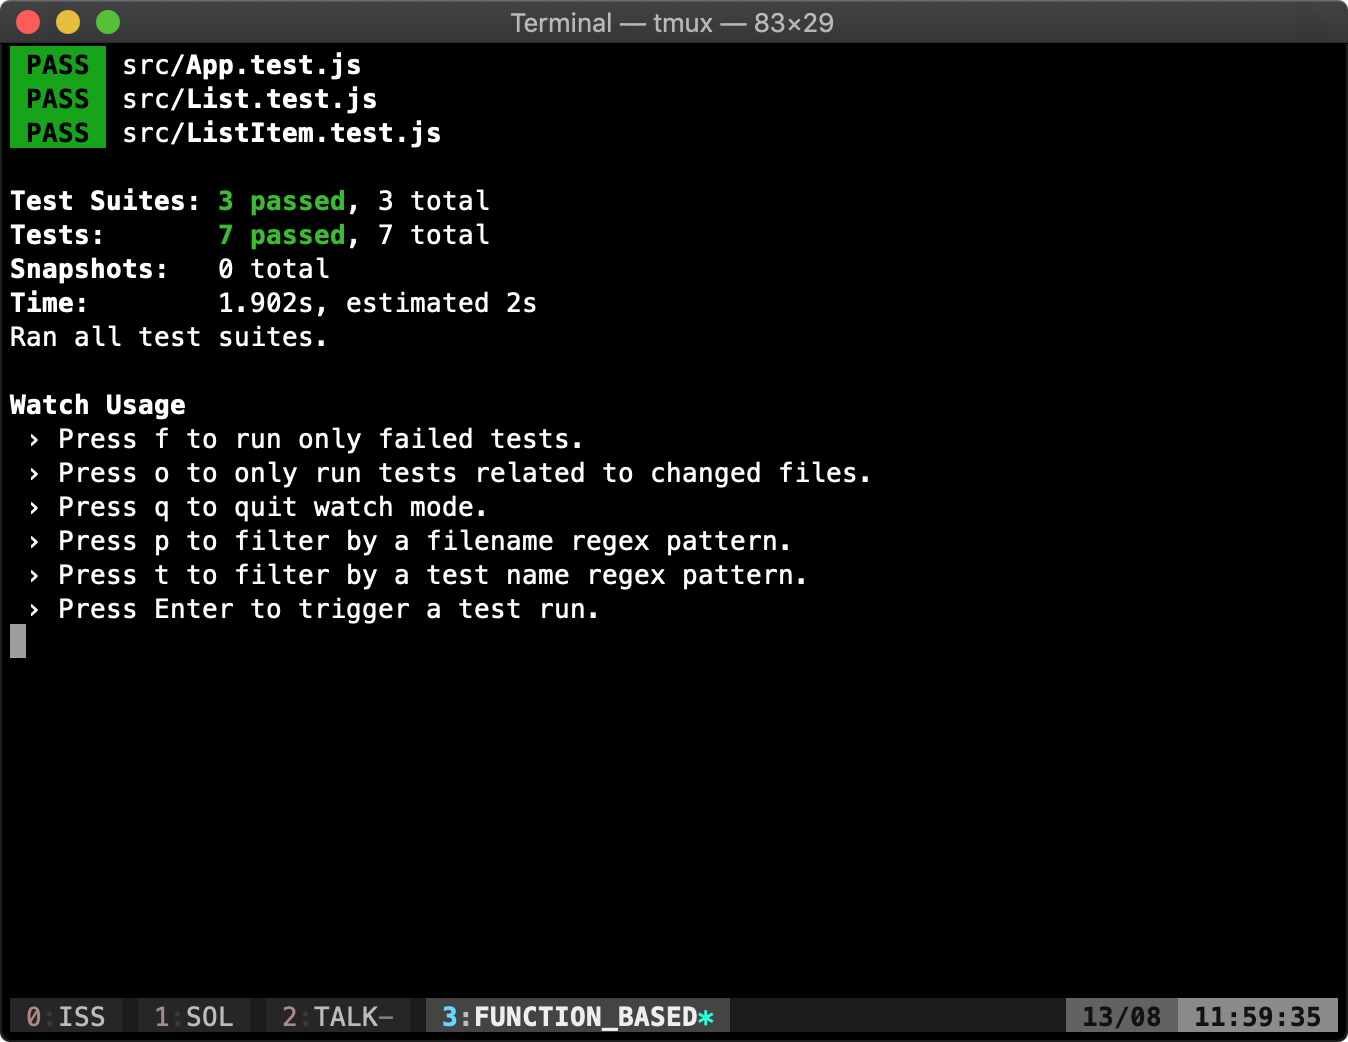 Terminal — tmux — 83×29
PASS src/App.test.js
PASS src/List.test.js
PASS src/ListItem.test.js
Test Suites: 3 passed, 3 total
Tests: 7 passed, 7 total
Snapshots: 0 total
Time: 1.902s, estimated 2s
Ran all test suites.
Watch Usage
› Press f to run only failed tests.
› Press o to only run tests related to changed files.
› Press q to quit watch mode.
› Press p to filter by a filename regex pattern.
› Press t to filter by a test name regex pattern.
› Press Enter to trigger a test run.
0:ISS 1:SOL 2:TALK- 3:FUNCTION_BASED* 13/08 11:59:35